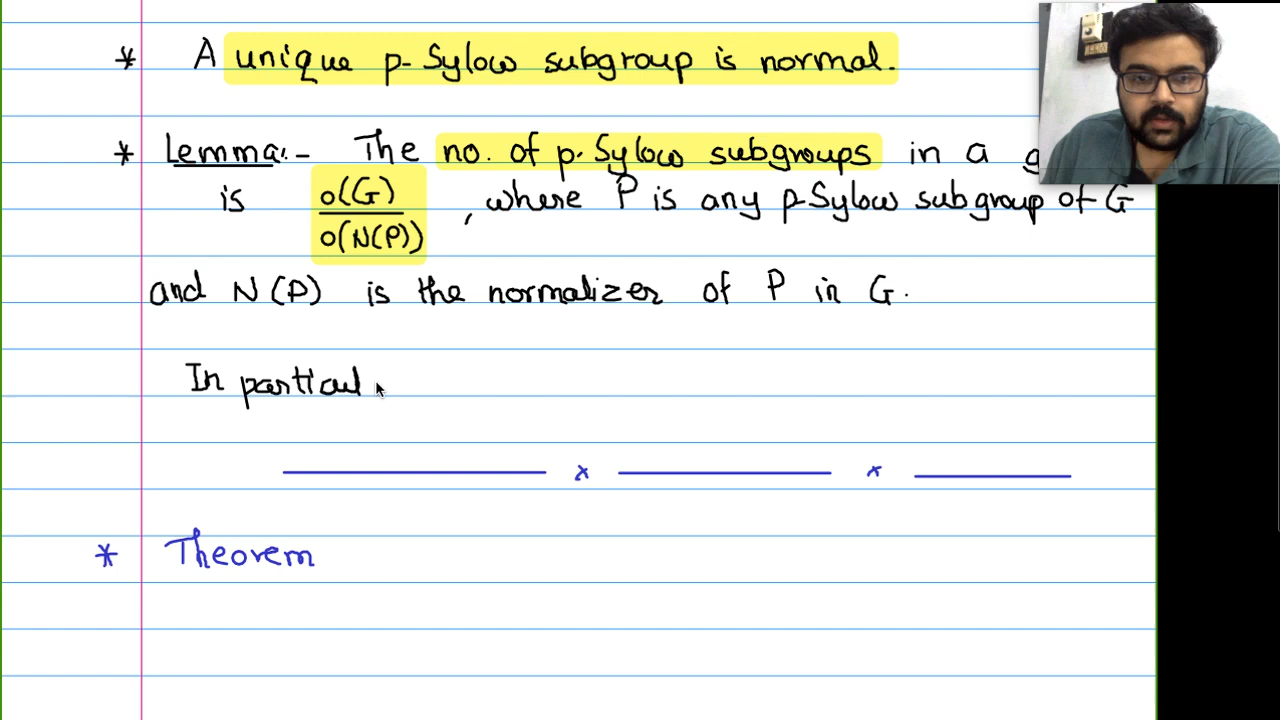 * A unique p-Sylow subgroup is normal.
* Lemma:- The no. of p-Sylow subgroups in a
is o(G)/o(N(P)), where P is any p-Sylow subgroup of G
and N(P) is the normalizer of P in G.
In particul
* Theorem